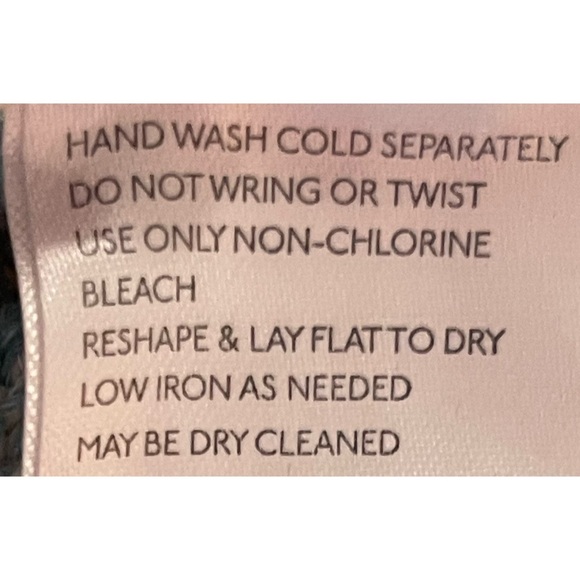 HAND WASH COLD SEPARATELY
DO NOT WRING OR TWIST
USE ONLY NON-CHLORINE
BLEACH
RESHAPE & LAY FLAT TO DRY
LOW IRON AS NEEDED
MAY BE DRY CLEANED